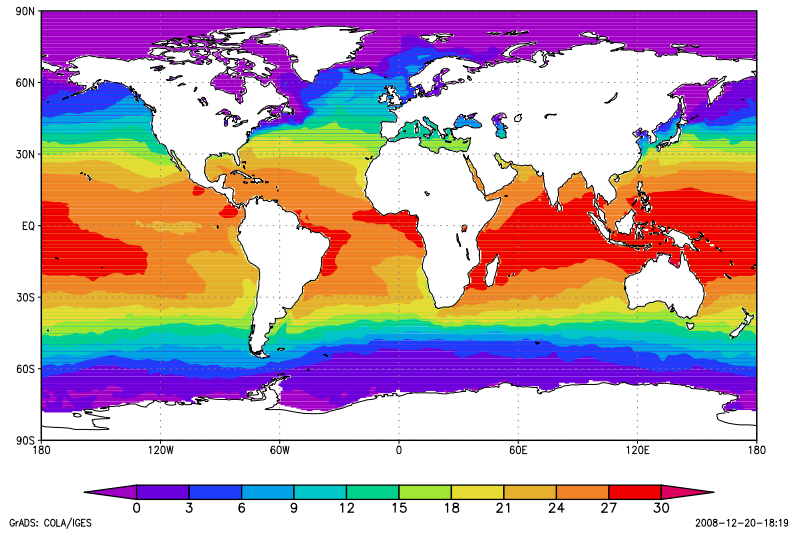 90N
60N
30N
EQ
30S
60S
90S
180 120W 60W 0 60E 120E 180
0 3 6 9 12 15 18 21 24 27 30
GrADS: COLA/IGES 2008-12-20-18:19